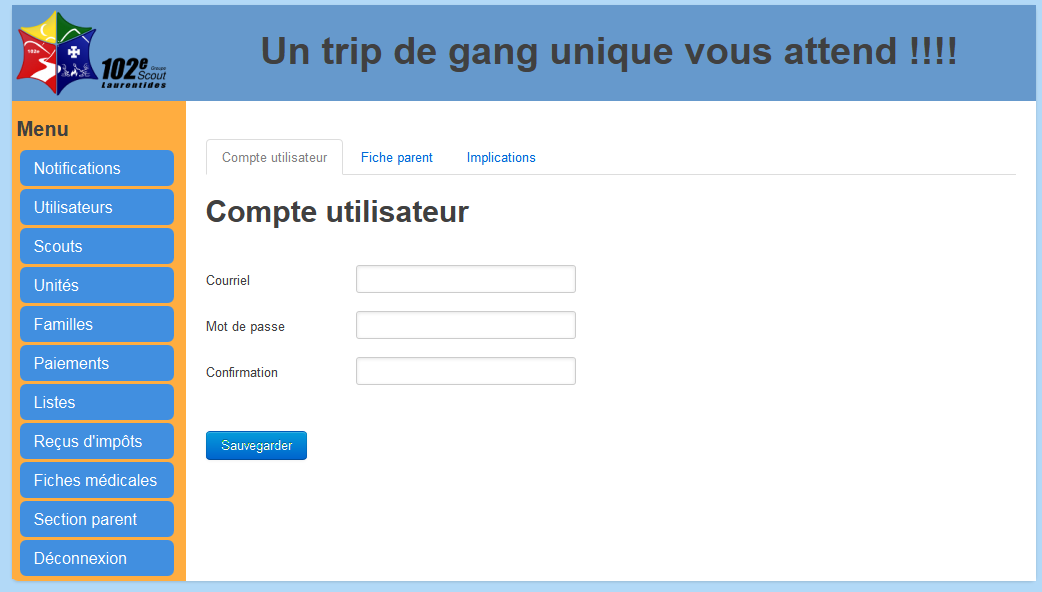 102e
102e Groupe
Scout
Laurentides
Un trip de gang unique vous attend !!!!
Menu
Notifications
Utilisateurs
Scouts
Unités
Familles
Paiements
Listes
Reçus d'impôts
Fiches médicales
Section parent
Déconnexion
Compte utilisateur
Fiche parent
Implications
Compte utilisateur
Courriel
Mot de passe
Confirmation
Sauvegarder